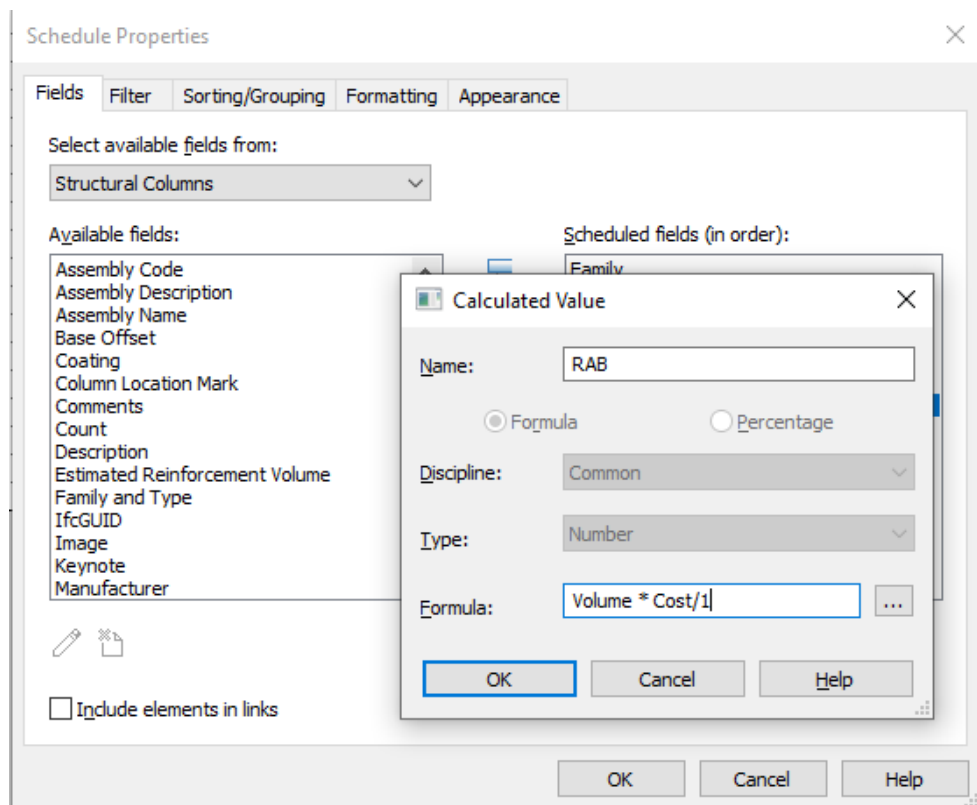 Schedule Properties
Fields Filter Sorting/Grouping Formatting Appearance
Select available fields from:
Structural Columns
Available fields:
Assembly Code
Assembly Description
Assembly Name
Base Offset
Coating
Column Location Mark
Comments
Count
Description
Estimated Reinforcement Volume
Family and Type
IfcGUID
Image
Keynote
Manufacturer
Scheduled fields (in order):
Family
Calculated Value
Name: RAB
Formula Percentage
Discipline: Common
Type: Number
Formula: Volume * Cost/1 ...
OK Cancel Help
Include elements in links
OK Cancel Help